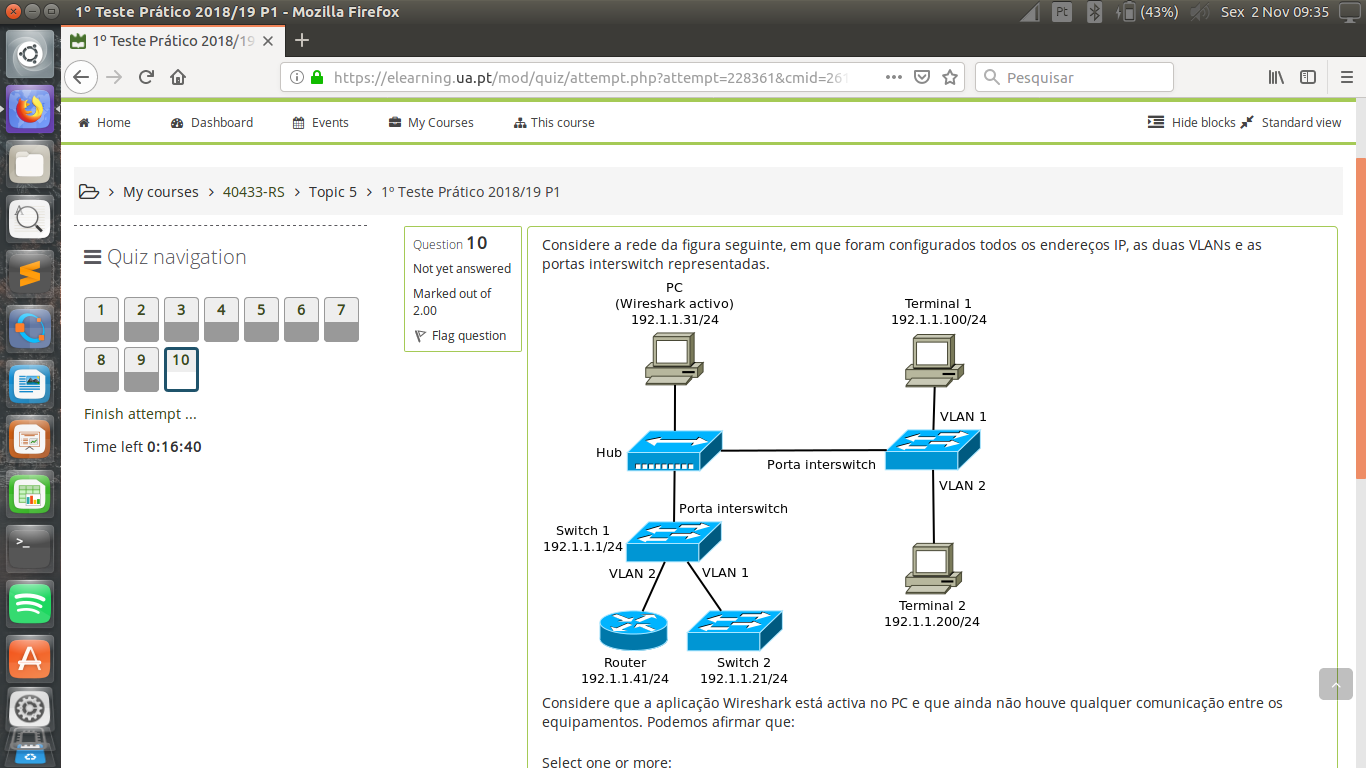 1º Teste Prático 2018/19 P1 - Mozilla Firefox
Pt
(43%)
Sex 2 Nov 09:35
1º Teste Prático 2018/19
https://elearning.ua.pt/mod/quiz/attempt.php?attempt=228361&cmid=261
Pesquisar
Home
Dashboard
Events
My Courses
This course
Hide blocks
Standard view
My courses
40433-RS
Topic 5
1º Teste Prático 2018/19 P1
Quiz navigation
1 2 3 4 5 6 7
8 9 10
Finish attempt ...
Time left 0:16:40
Question 10
Not yet answered
Marked out of
2.00
Flag question
Considere a rede da figura seguinte, em que foram configurados todos os endereços IP, as duas VLANs e as
portas interswitch representadas.
PC
(Wireshark activo)
192.1.1.31/24
Terminal 1
192.1.1.100/24
VLAN 1
Hub
Porta interswitch
VLAN 2
Porta interswitch
Switch 1
192.1.1.1/24
VLAN 2
VLAN 1
Terminal 2
192.1.1.200/24
Router
192.1.1.41/24
Switch 2
192.1.1.21/24
Considere que a aplicação Wireshark está activa no PC e que ainda não houve qualquer comunicação entre os
equipamentos. Podemos afirmar que:
Select one or more: